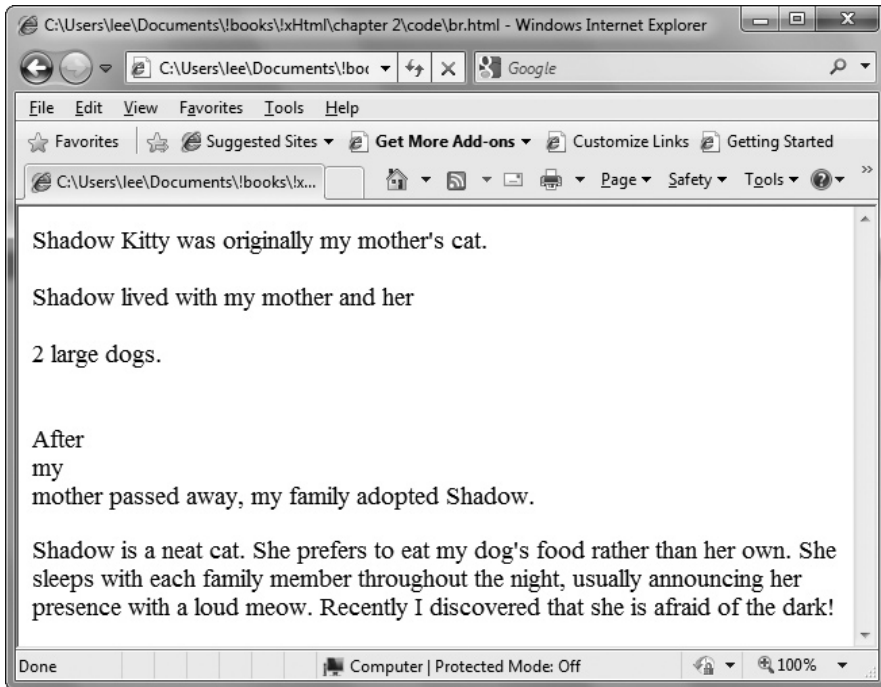 C:\Users\lee\Documents\!books\!xHtml\chapter 2\code\br.html - Windows Internet Explorer
C:\Users\lee\Documents\!boo
Google
File Edit View Favorites Tools Help
Favorites Suggested Sites Get More Add-ons Customize Links Getting Started
C:\Users\lee\Documents\!books\!x... Page Safety Tools
Shadow Kitty was originally my mother's cat.
Shadow lived with my mother and her
2 large dogs.
After
my
mother passed away, my family adopted Shadow.
Shadow is a neat cat. She prefers to eat my dog's food rather than her own. She
sleeps with each family member throughout the night, usually announcing her
presence with a loud meow. Recently I discovered that she is afraid of the dark!
Done Computer | Protected Mode: Off 100%